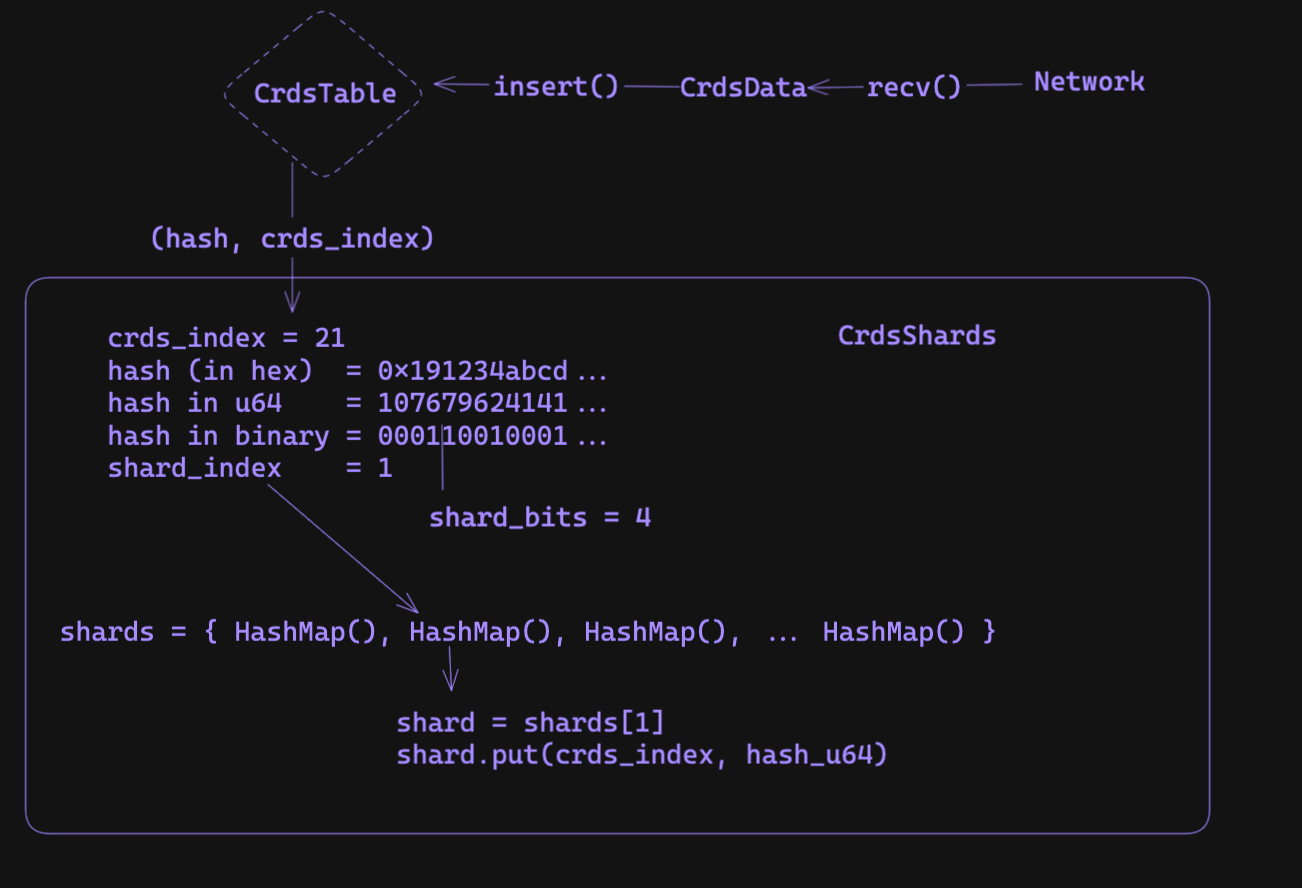 CrdsTable insert() CrdsData recv() Network
(hash, crds_index)
CrdsShards
crds_index = 21
hash (in hex)  = 0×191234abcd ...
hash in u64    = 107679624141 ...
hash in binary = 000110010001 ...
shard_index    = 1
shard_bits = 4
shards = { HashMap(), HashMap(), HashMap(), ... HashMap() }
shard = shards[1]
shard.put(crds_index, hash_u64)